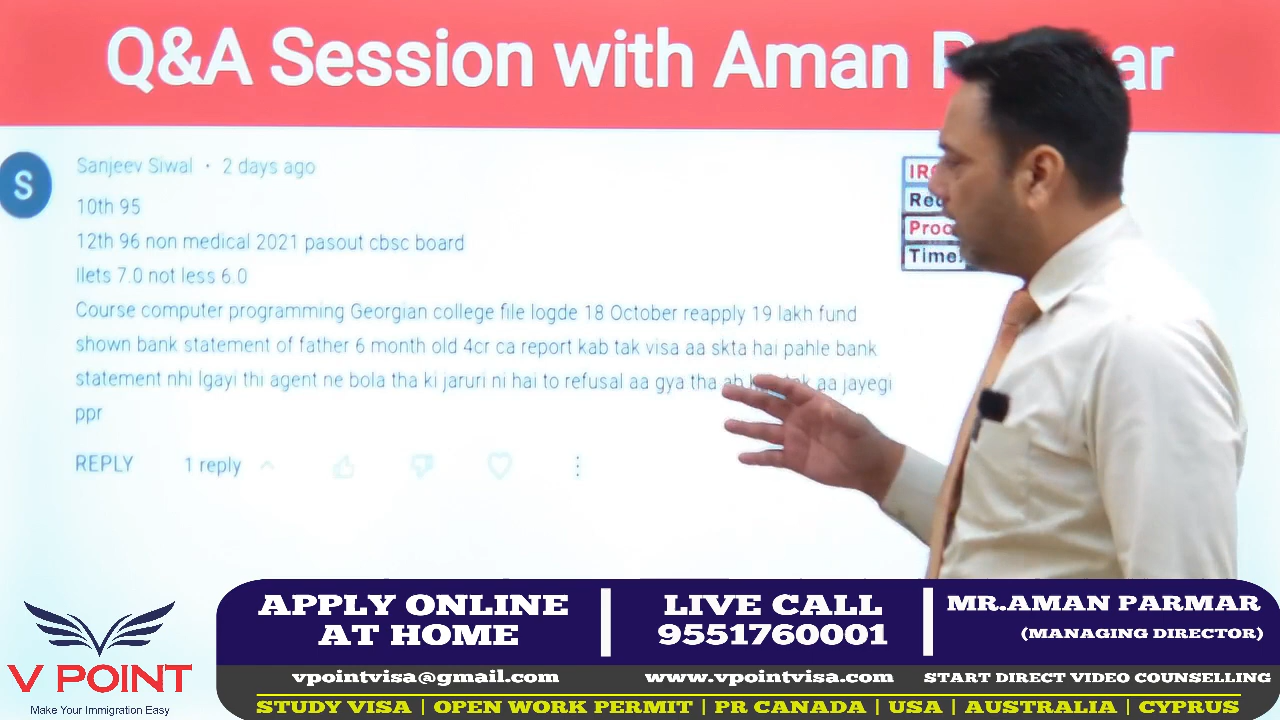 Q&A Session with Aman
Sanjeev Siwal · 2 days ago
S
10th 95
12th 96 non medical 2021 pasout cbsc board
Ilets 7.0 not less 6.0
Course computer programming Georgian college file logde 18 October reapply 19 lakh fund
shown bank statement of father 6 month old 4cr ca report kab tak visa aa skta hai pahle bank
statement nhi lgayi thi agent ne bola tha ki jaruri ni hai to refusal aa gya tha ab aa jayegi
ppr
REPLY 1 reply
Time
V POINT
Make Your Immigration Easy
APPLY ONLINE
AT HOME
LIVE CALL
9551760001
MR.AMAN PARMAR
(MANAGING DIRECTOR)
vpointvisa@gmail.com www.vpointvisa.com START DIRECT VIDEO COUNSELLING
STUDY VISA | OPEN WORK PERMIT | PR CANADA | USA | AUSTRALIA | CYPRUS